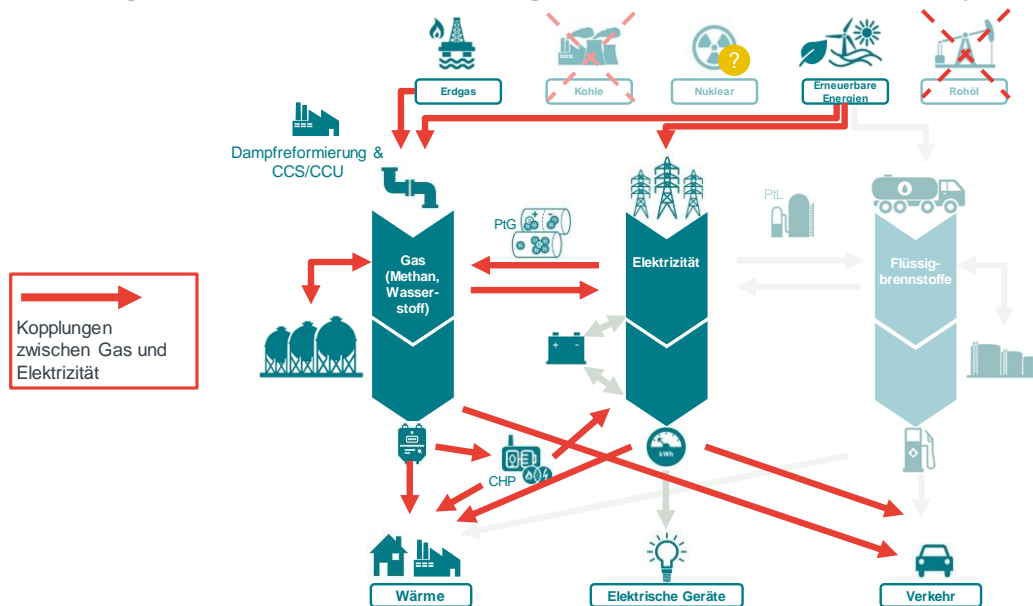 Erdgas
Kohle
Nuklear
?
Erneuerbare
Energien
Rohöl
Dampfreformierung &
CCS/CCU
PtG
PtL
Gas
(Methan,
Wasser-
stoff)
Elektrizität
Flüssig-
brennstoffe
Kopplungen
zwischen Gas und
Elektrizität
kWh
CHP
Wärme
Elektrische Geräte
Verkehr